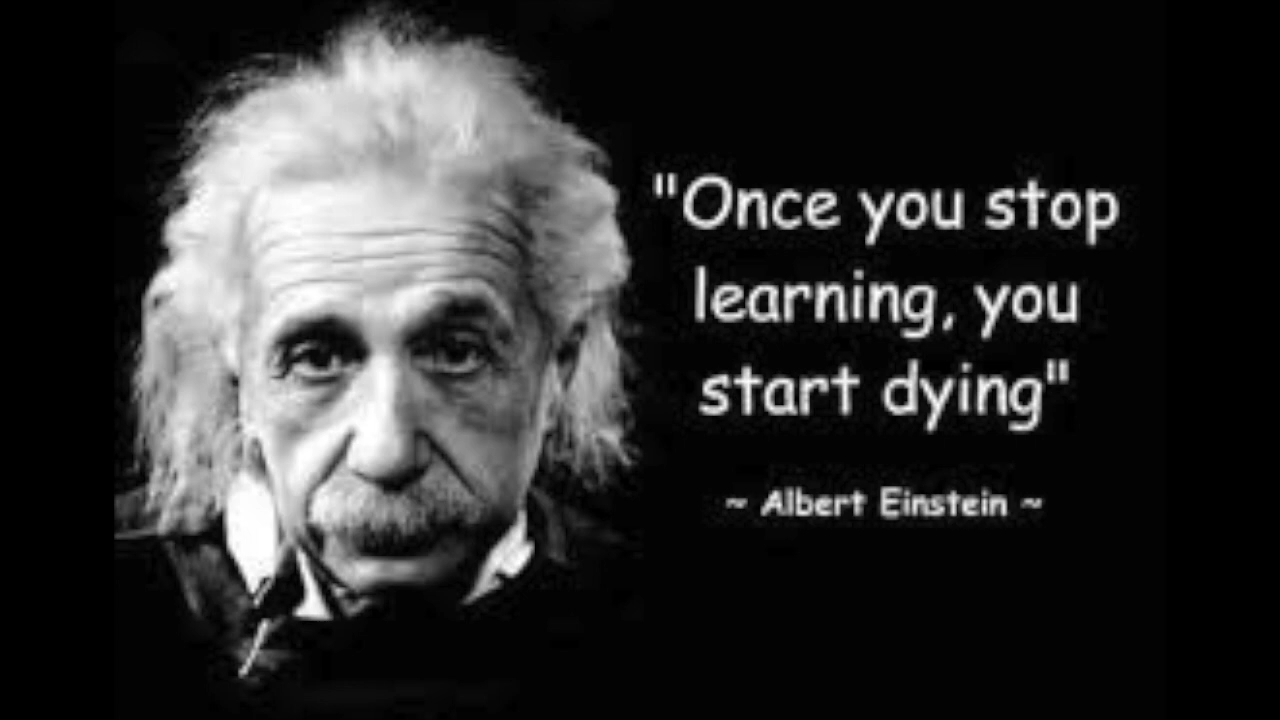 "Once you stop
learning, you
start dying"
~ Albert Einstein ~